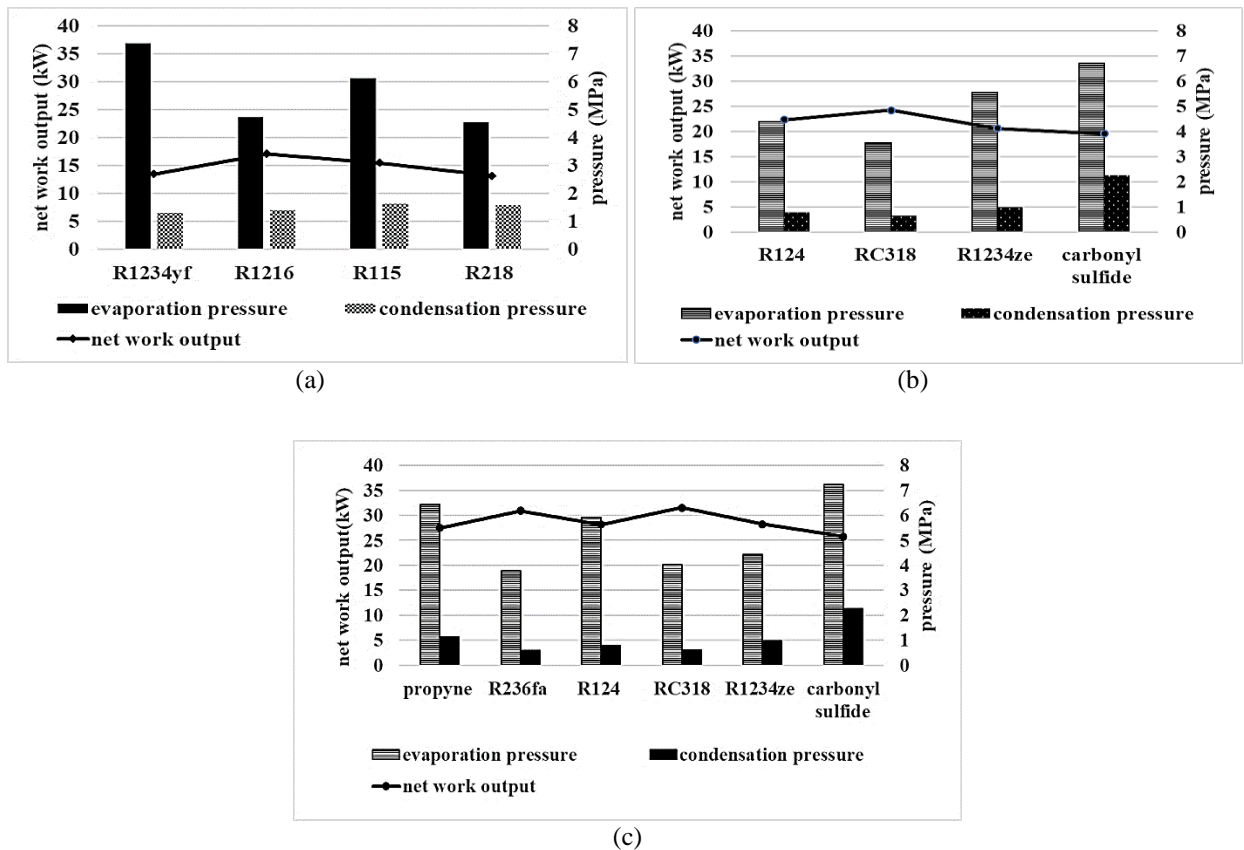 net work output (kW)
40
35
30
25
20
15
10
5
0
8
7
6
5
4
3
2
1
0
pressure (MPa)
R1234yf R1216 R115 R218
evaporation pressure condensation pressure
net work output
(a)
net work output (kW)
40
35
30
25
20
15
10
5
0
8
7
6
5
4
3
2
1
0
pressure (MPa)
R124 RC318 R1234ze carbonyl
sulfide
evaporation pressure condensation pressure
net work output
(b)
net work output(kW)
40
35
30
25
20
15
10
5
0
8
7
6
5
4
3
2
1
0
pressure (MPa)
propyne R236fa R124 RC318 R1234ze carbonyl
sulfide
evaporation pressure condensation pressure
net work output
(c)